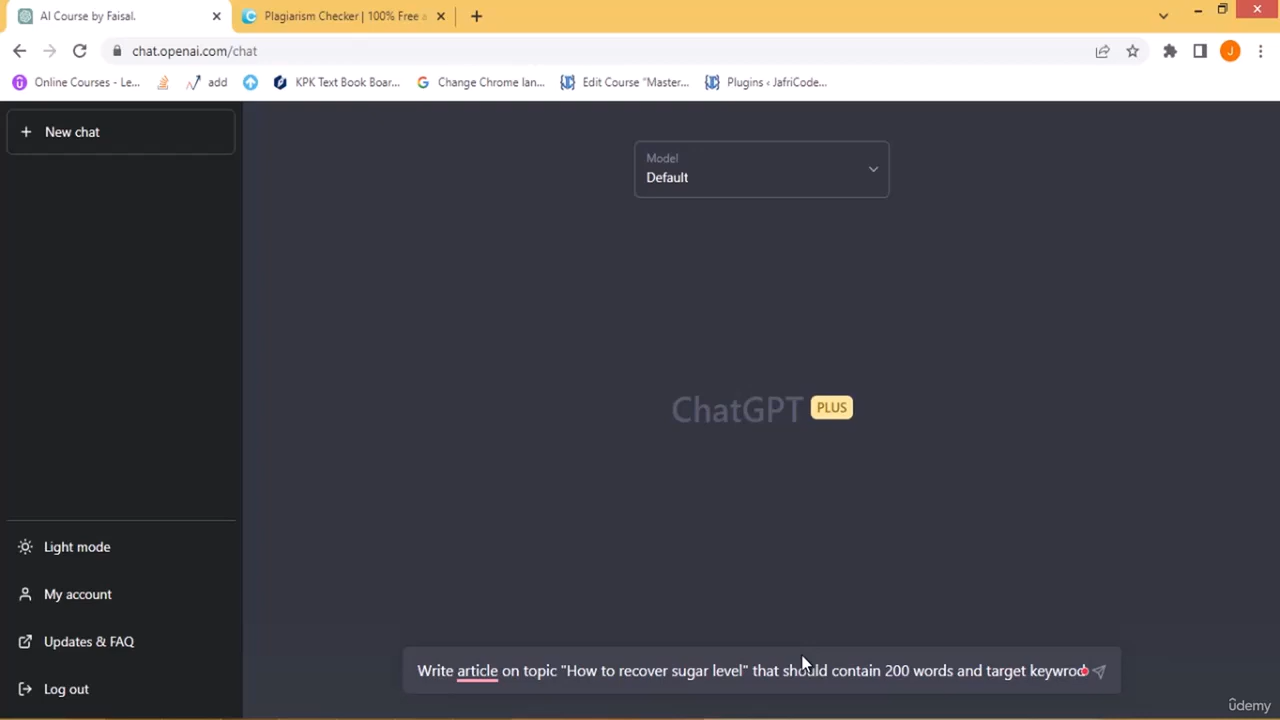 AI Course by Faisal.
Plagiarism Checker | 100% Free a
chat.openai.com/chat
J
Online Courses - Le...
add
KPK Text Book Boar...
Change Chrome lan...
Edit Course "Master...
Plugins ‹ JafriCode...
New chat
Model
Default
ChatGPT PLUS
Light mode
My account
Updates & FAQ
Log out
Write article on topic "How to recover sugar level" that should contain 200 words and target keywrod
ûdemy